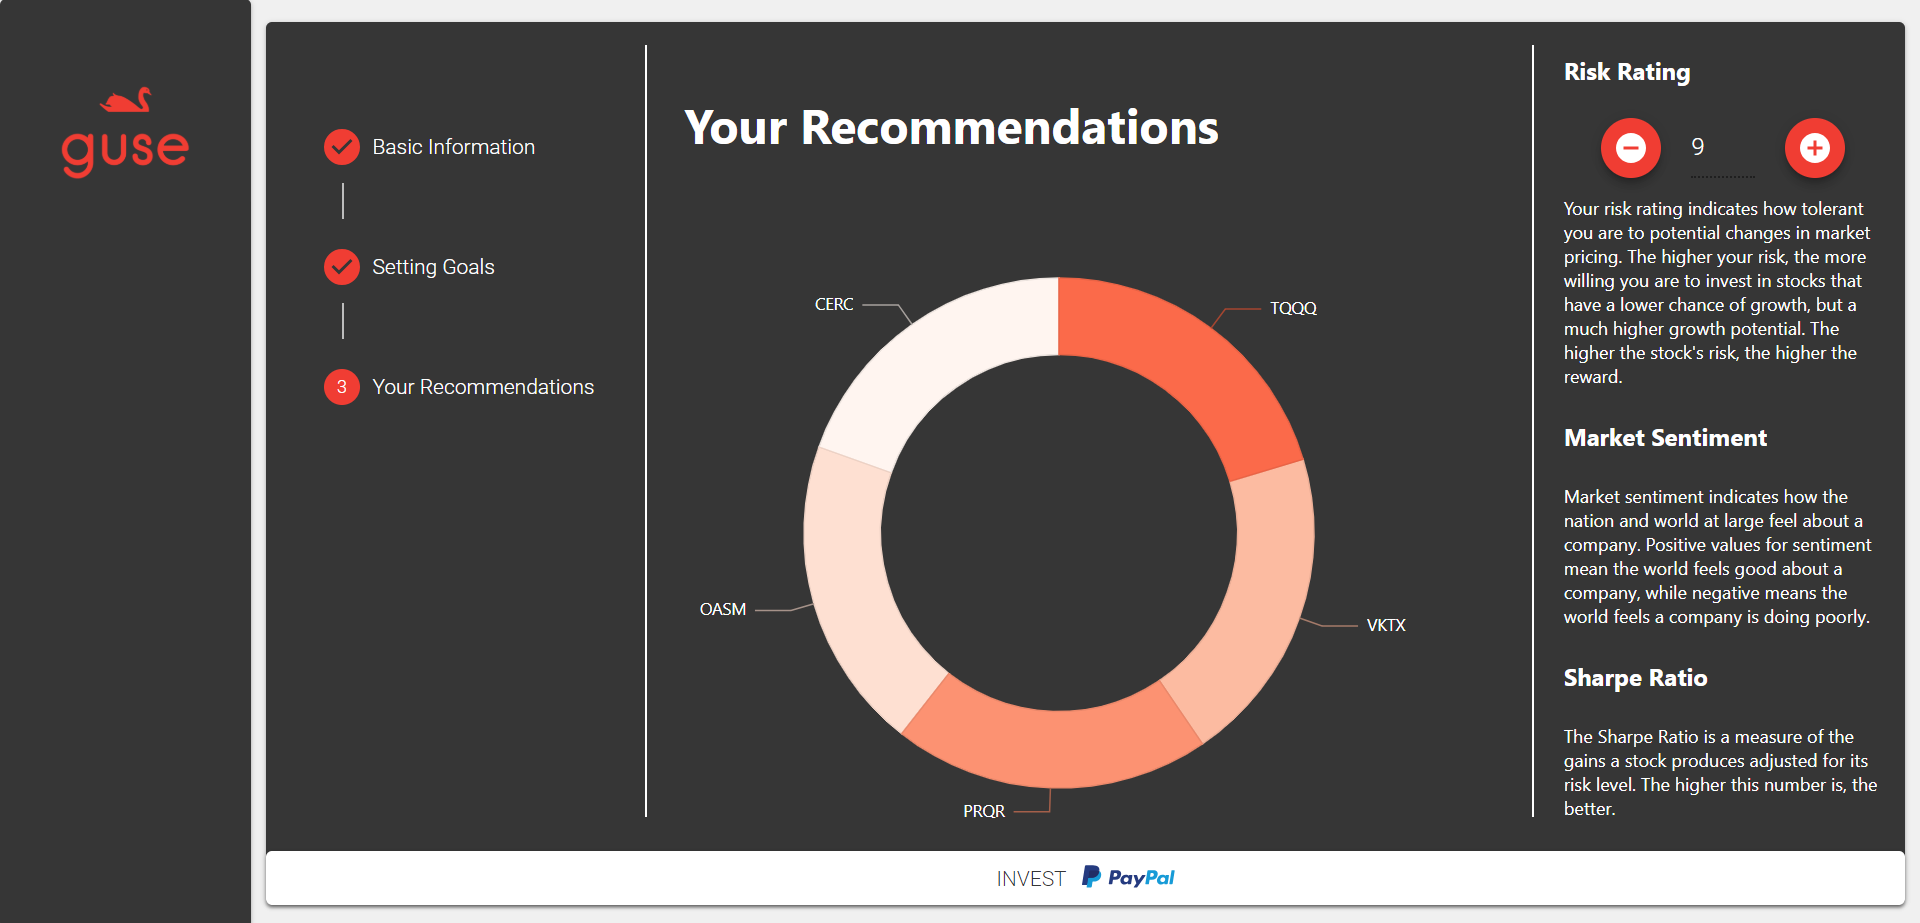 guse
Basic Information
Setting Goals
3 Your Recommendations
Your Recommendations
CERC
TQQQ
OASM
VKTX
PRQR
Risk Rating
9
Your risk rating indicates how tolerant
you are to potential changes in market
pricing. The higher your risk, the more
willing you are to invest in stocks that
have a lower chance of growth, but a
much higher growth potential. The
higher the stock's risk, the higher the
reward.
Market Sentiment
Market sentiment indicates how the
nation and world at large feel about a
company. Positive values for sentiment
mean the world feels good about a
company, while negative means the
world feels a company is doing poorly.
Sharpe Ratio
The Sharpe Ratio is a measure of the
gains a stock produces adjusted for its
risk level. The higher this number is, the
better.
INVEST PayPal